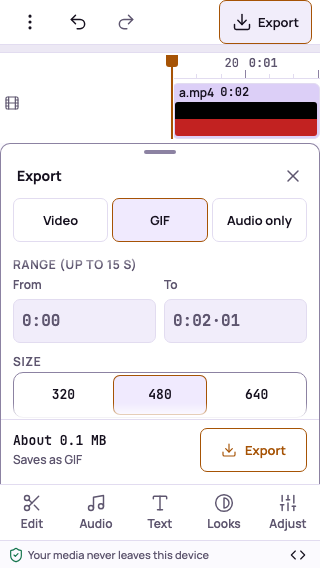 Export
20 0:01
a.mp4 0:02
Export
Video GIF Audio only
RANGE (UP TO 15 S)
From To
0:00 0:02·01
SIZE
320 480 640
About 0.1 MB
Saves as GIF
Export
Edit Audio Text Looks Adjust
Your media never leaves this device